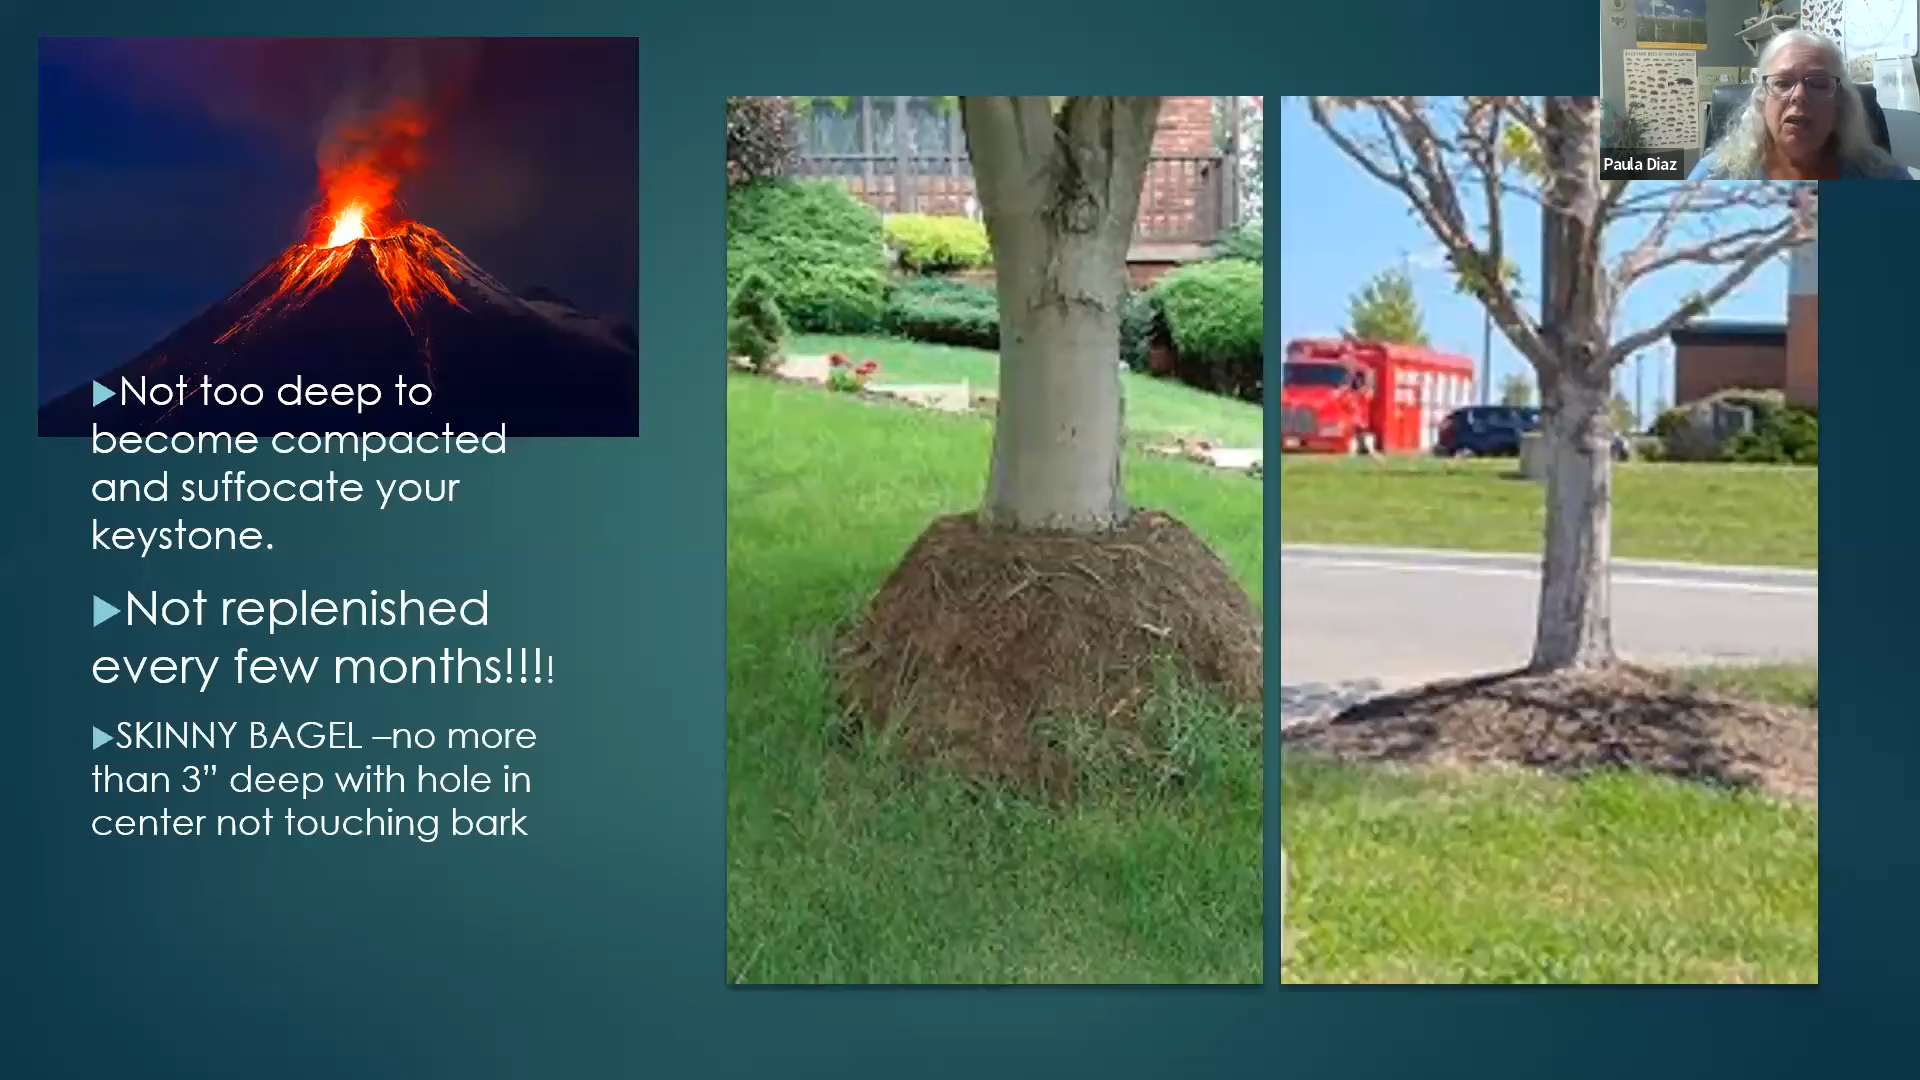 Paula Diaz
▶Not too deep to
become compacted
and suffocate your
keystone.
▶Not replenished
every few months!!!!
▶SKINNY BAGEL –no more
than 3” deep with hole in
center not touching bark